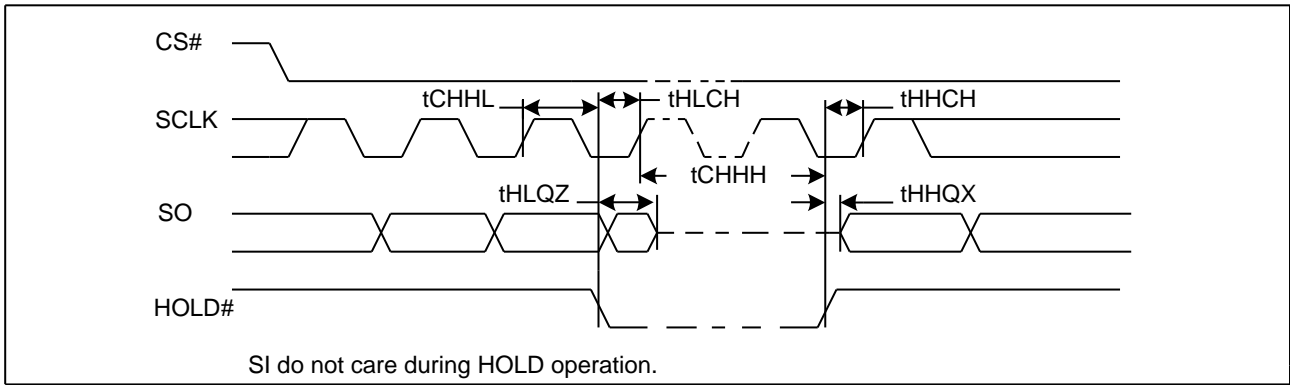 CS#
tCHHL
tHLCH
tHHCH
SCLK
tCHHH
tHLQZ
tHHQX
SO
HOLD#
SI do not care during HOLD operation.